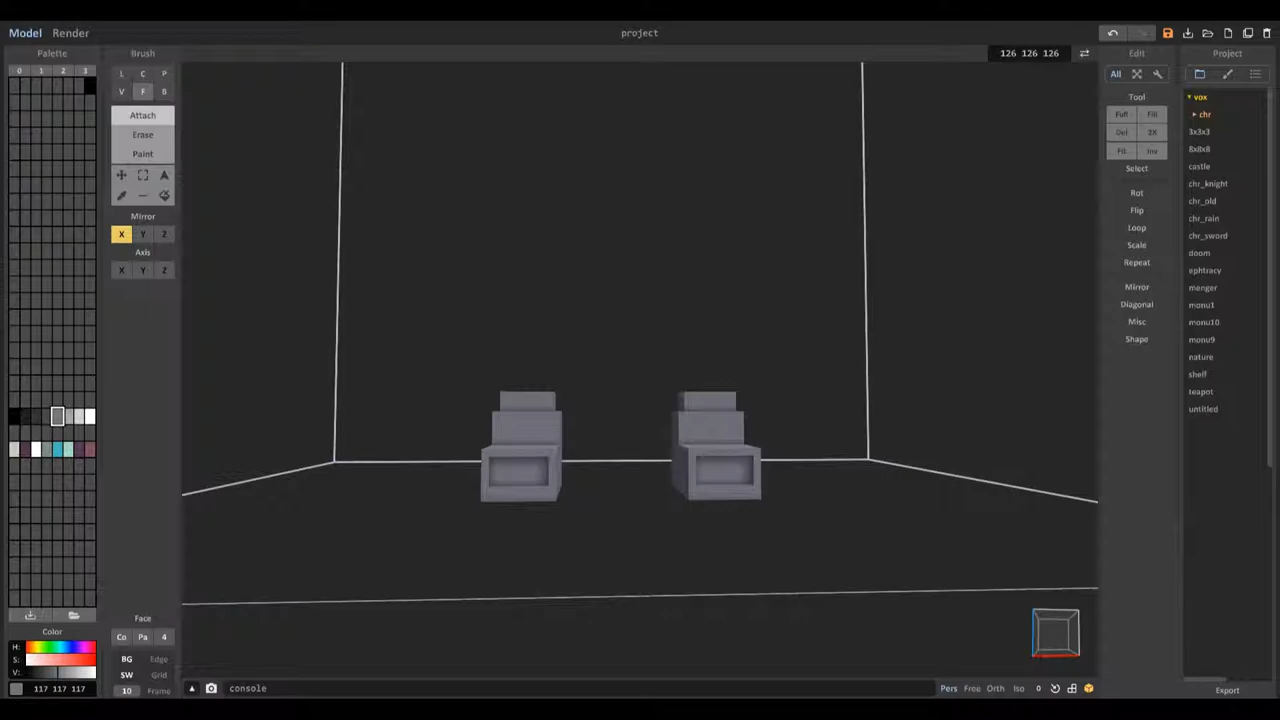 Model Render project
126 126 126
Palette Brush Edit Project
0 1 2 3
L C P
V F B
Attach
Erase
Paint
Mirror
X Y Z
Axis
X Y Z
Face
Co Pa 4
BG Edge
SW Grid
10 Frame
Color
H:
S:
V:
117 117 117
console
Pers Free Orth Iso 0
All
Tool
Full Fill
Del 2X
Inv
Select
Rot
Flip
Loop
Scale
Repeat
Mirror
Diagonal
Misc
Shape
vox
chr
3x3x3
8x8x8
castle
chr_knight
chr_old
chr_rain
chr_sword
doom
ephtracy
menger
monu1
monu10
monu9
nature
shelf
teapot
untitled
Export